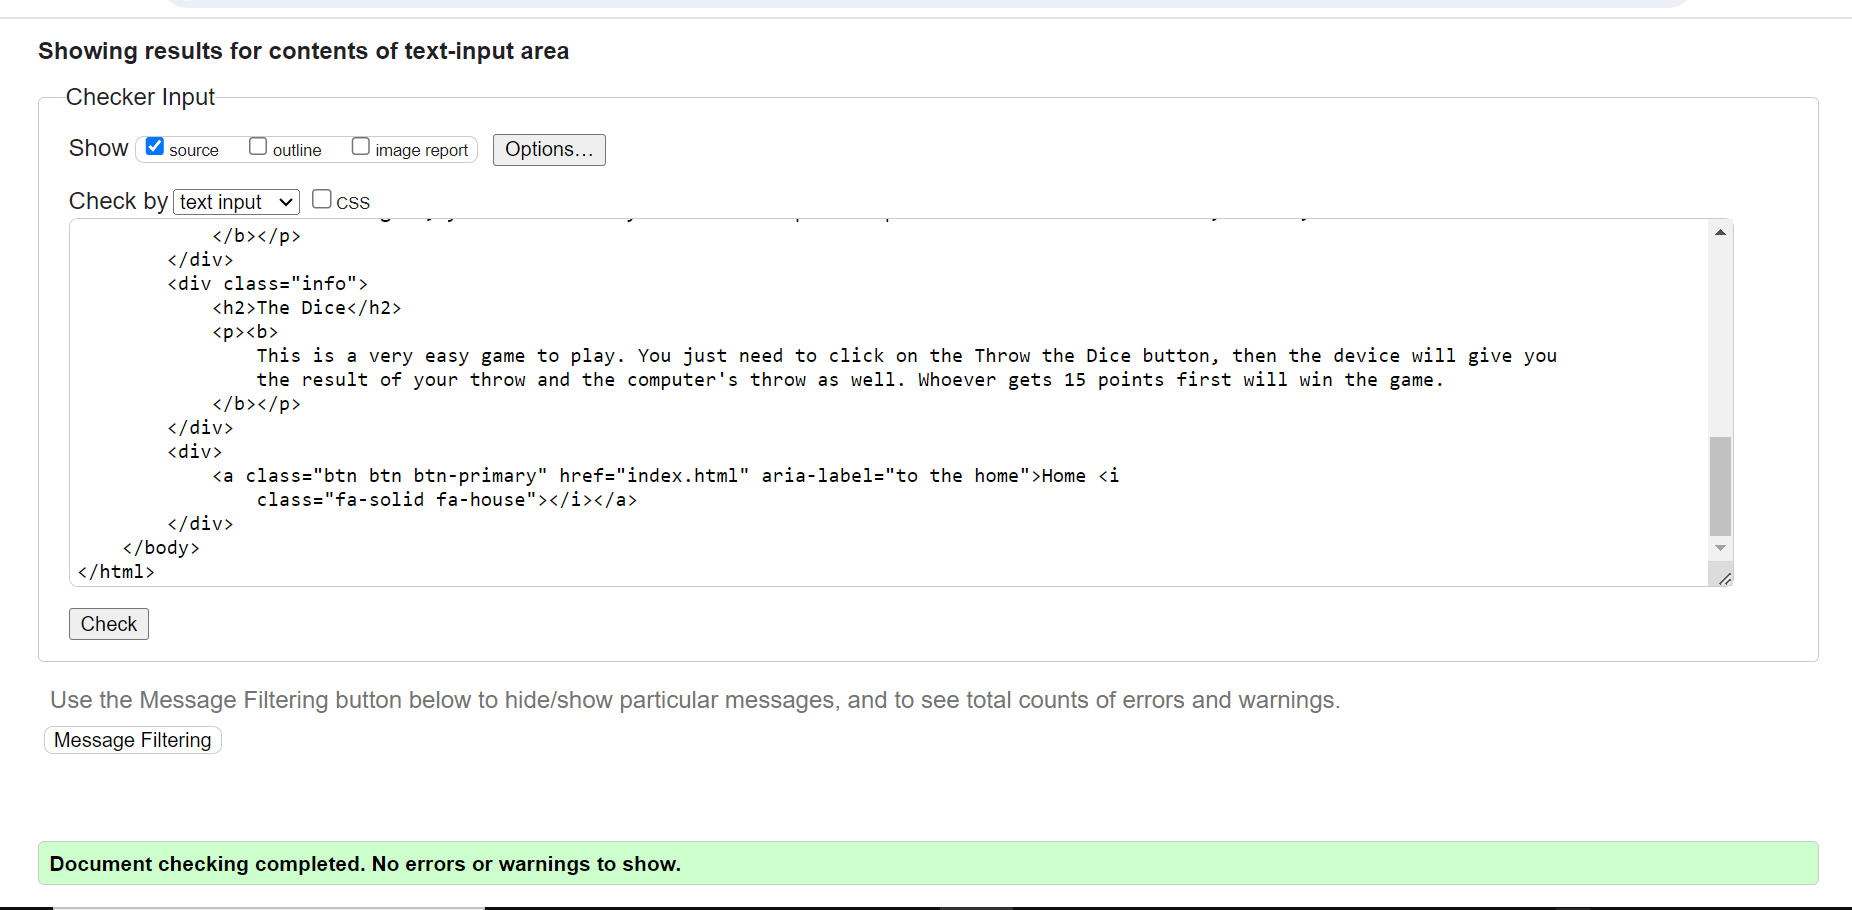 Showing results for contents of text-input area
Checker Input
Show source outline image report Options...
Check by text input CSS
</b></p>
</div>
<div class="info">
<h2>The Dice</h2>
<p><b>
This is a very easy game to play. You just need to click on the Throw the Dice button, then the device will give you
the result of your throw and the computer's throw as well. Whoever gets 15 points first will win the game.
</b></p>
</div>
<div>
<a class="btn btn btn-primary" href="index.html" aria-label="to the home">Home <i
class="fa-solid fa-house"></i></a>
</div>
</body>
</html>
Check
Use the Message Filtering button below to hide/show particular messages, and to see total counts of errors and warnings.
Message Filtering
Document checking completed. No errors or warnings to show.